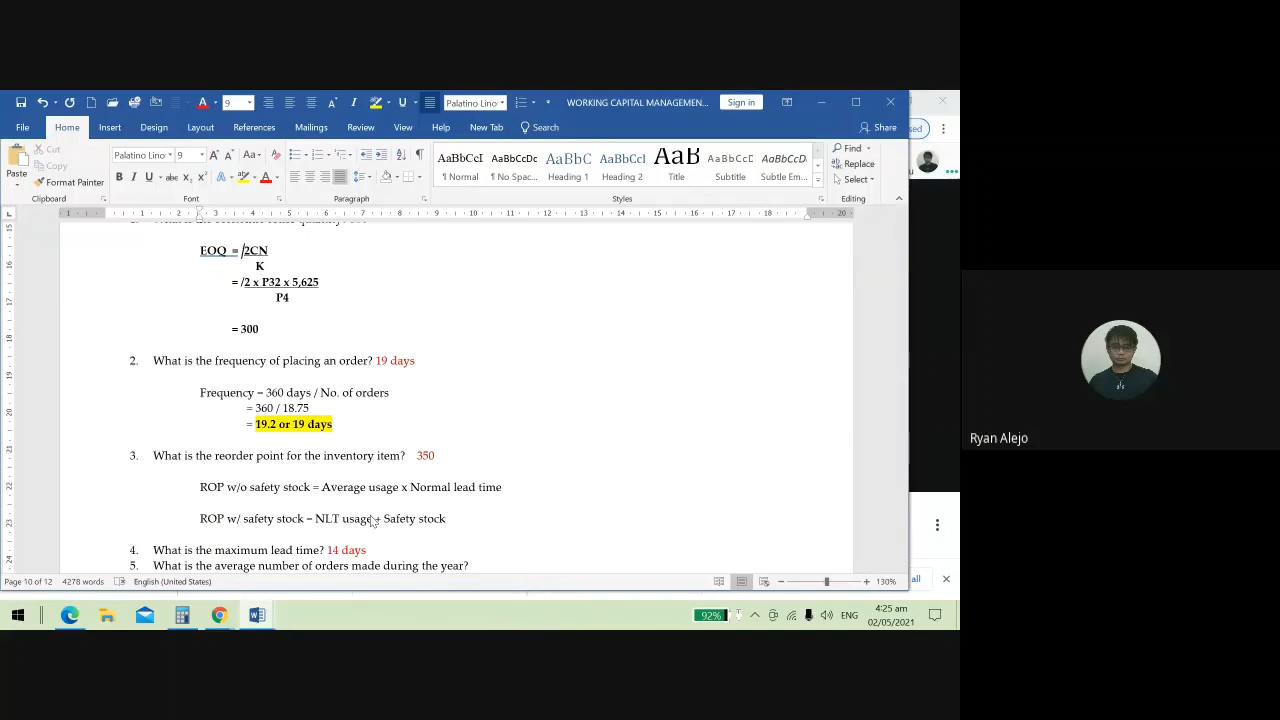 9
Palatino Lino
WORKING CAPITAL MANAGEMEN...
Sign in
File
Home
Insert
Design
Layout
References
Mailings
Review
View
Help
New Tab
Search
Share
Paste
Cut
Copy
Format Painter
Palatino Lino
9
Aa
AaBbCcI
AaBbCcDc
AaBbC
AaBbCcI
AaB
AaBbCcD
AaBbCcD
¶ Normal
¶ No Spac...
Heading 1
Heading 2
Title
Subtitle
Subtle Em...
Find
Replace
Select
Clipboard
Font
Paragraph
Styles
Editing
EOQ = /2CN
K
= /2 x P32 x 5,625
P4
= 300
2. What is the frequency of placing an order? 19 days
Frequency = 360 days / No. of orders
= 360 / 18.75
= 19.2 or 19 days
3. What is the reorder point for the inventory item? 350
ROP w/o safety stock = Average usage x Normal lead time
ROP w/ safety stock = NLT usage + Safety stock
4. What is the maximum lead time? 14 days
5. What is the average number of orders made during the year?
Page 10 of 12
4278 words
English (United States)
130%
92%
ENG
4:25 am
02/05/2021
Ryan Alejo